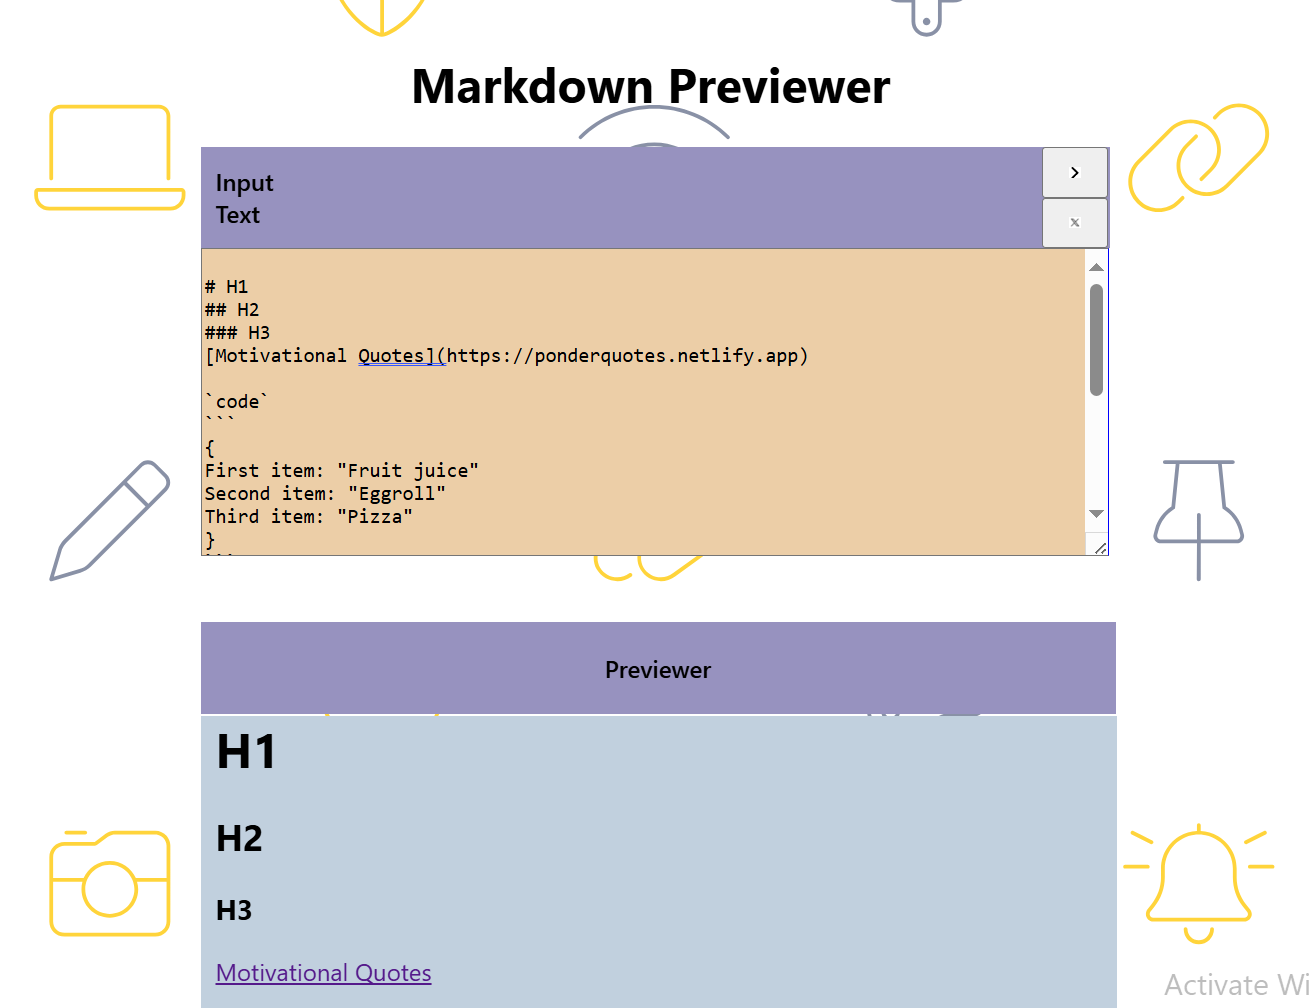 Markdown Previewer
Input
Text
>
x
# H1
## H2
### H3
[Motivational Quotes](https://ponderquotes.netlify.app)
`code`
```
{
First item: "Fruit juice"
Second item: "Eggroll"
Third item: "Pizza"
}
```
Previewer
H1
H2
H3
Motivational Quotes
Activate Wi